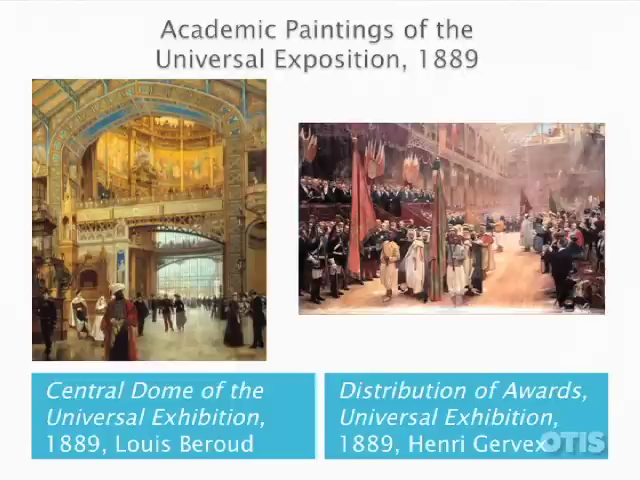 Academic Paintings of the
Universal Exposition, 1889
Central Dome of the
Universal Exhibition,
1889, Louis Beroud
Distribution of Awards,
Universal Exhibition,
1889, Henri Gervex
OTIS